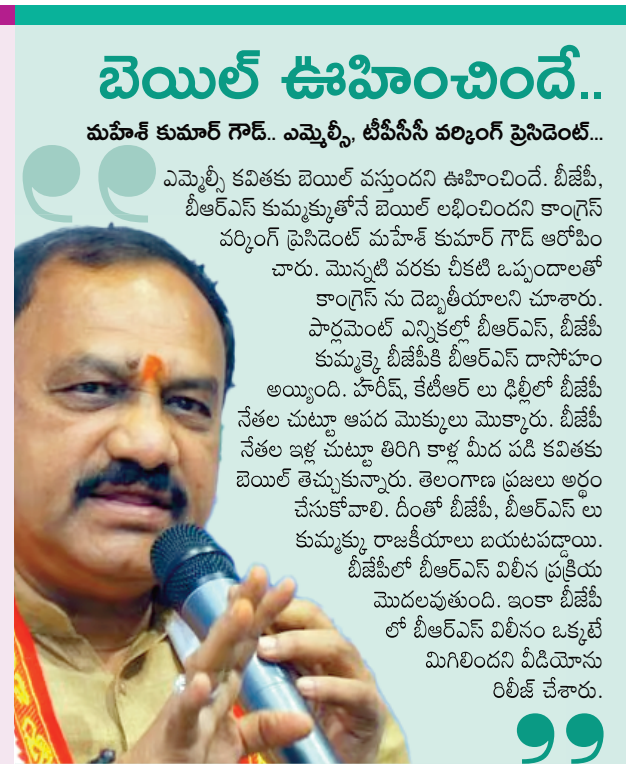 బెయిల్ ఊహించిందే..
మహేశ్ కుమార్ గౌడ్.. ఎమ్మెల్సీ, టీపీసీసీ వర్కింగ్ ప్రెసిడెంట్...
ఎమ్మెల్సీ కవితకు బెయిల్ వస్తుందని ఊహించిందే. బీజేపీ,
బీఆర్ఎస్ కుమ్మక్కుతోనే బెయిల్ లభించిందని కాంగ్రెస్
వర్కింగ్ ప్రెసిడెంట్ మహేశ్ కుమార్ గౌడ్ ఆరోపిం
చారు. మొన్నటి వరకు చీకటి ఒప్పందాలతో
కాంగ్రెస్ ను దెబ్బతీయాలని చూశారు.
పార్లమెంట్ ఎన్నికల్లో బీఆర్ఎస్, బీజేపీ
కుమ్మక్కై బీజేపీకి బీఆర్ఎస్ దాసోహం
అయ్యింది. హరీష్, కేటీఆర్ లు ఢిల్లీలో బీజేపీ
నేతల చుట్టూ ఆపద మొక్కులు మొక్కారు. బీజేపీ
నేతల ఇళ్ల చుట్టూ తిరిగి కాళ్ల మీద పడి కవితకు
బెయిల్ తెచ్చుకున్నారు. తెలంగాణ ప్రజలు అర్థం
చేసుకోవాలి. దీంతో బీజేపీ, బీఆర్ఎస్ లు
కుమ్మక్కు రాజకీయాలు బయటపడ్డాయి.
బీజేపీలో బీఆర్ఎస్ విలీన ప్రక్రియ
మొదలవుతుంది. ఇంకా బీజేపీ
లో బీఆర్ఎస్ విలీనం ఒక్కటే
మిగిలిందని వీడియోను
రిలీజ్ చేశారు.